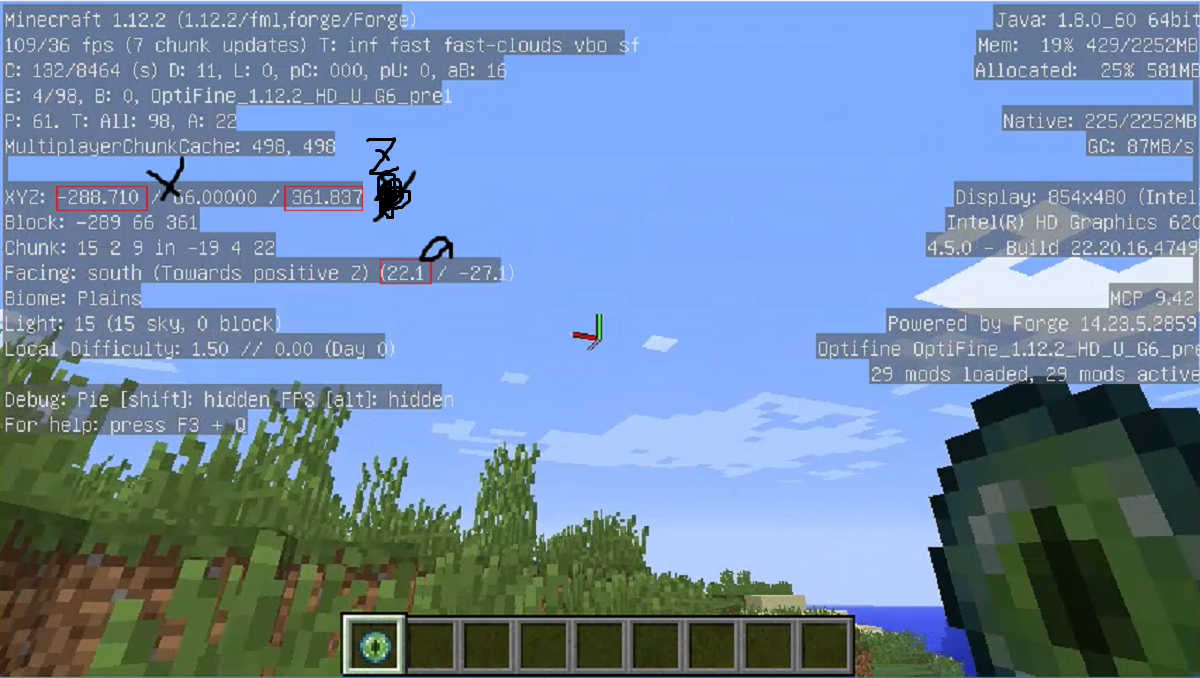 Minecraft 1.12.2 (1.12.2/fml,forge/Forge)
109/36 fps (7 chunk updates) T: inf fast fast-clouds vbo sf
C: 132/8464 (s) D: 11, L: 0, pC: 000, pU: 0, aB: 16
E: 4/98, B: 0, OptiFine_1.12.2_HD_U_G6_pre1
P: 61. T: All: 98, A: 22
MultiplayerChunkCache: 498, 498
Z
X
XYZ: -288.710 / 66.00000 / 361.837
Block: -289 66 361
Chunk: 15 2 9 in -19 4 22
a
Facing: south (Towards positive Z) (22.1 / -27.1)
Biome: Plains
Light: 15 (15 sky, 0 block)
Local Difficulty: 1.50 // 0.00 (Day 0)
Debug: Pie [shift]: hidden FPS [alt]: hidden
For help: press F3 + Q
Java: 1.8.0_60 64bit
Mem: 19% 429/2252MB
Allocated: 25% 581MB
Native: 225/2252MB
GC: 87MB/s
Display: 854x480 (Intel
Intel(R) HD Graphics 620
4.5.0 - Build 22.20.16.4749
MCP 9.42
Powered by Forge 14.23.5.2859
Optifine OptiFine_1.12.2_HD_U_G6_pre
29 mods loaded, 29 mods active